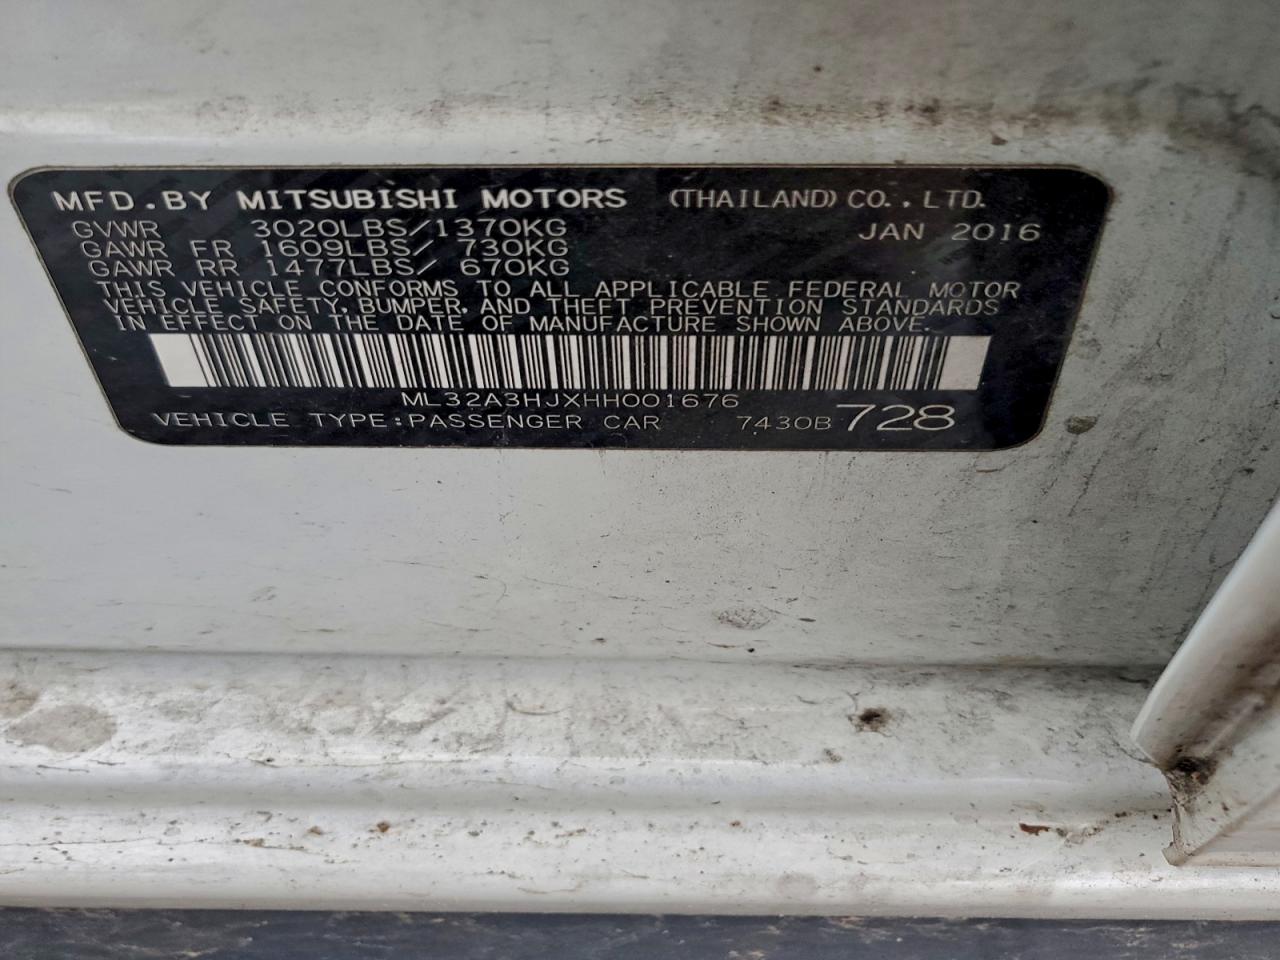 MFD.BY MITSUBISHI MOTORS (THAILAND) CO.,LTD.
GVWR 3020LBS/1370KG JAN 2016
GAWR FR 1609LBS/ 730KG
GAWR RR 1477LBS/ 670KG
THIS VEHICLE CONFORMS TO ALL APPLICABLE FEDERAL MOTOR
VEHICLE SAFETY, BUMPER, AND THEFT PREVENTION STANDARDS
IN EFFECT ON THE DATE OF MANUFACTURE SHOWN ABOVE.
ML32A3HJXHH001676
VEHICLE TYPE:PASSENGER CAR 7430B 728